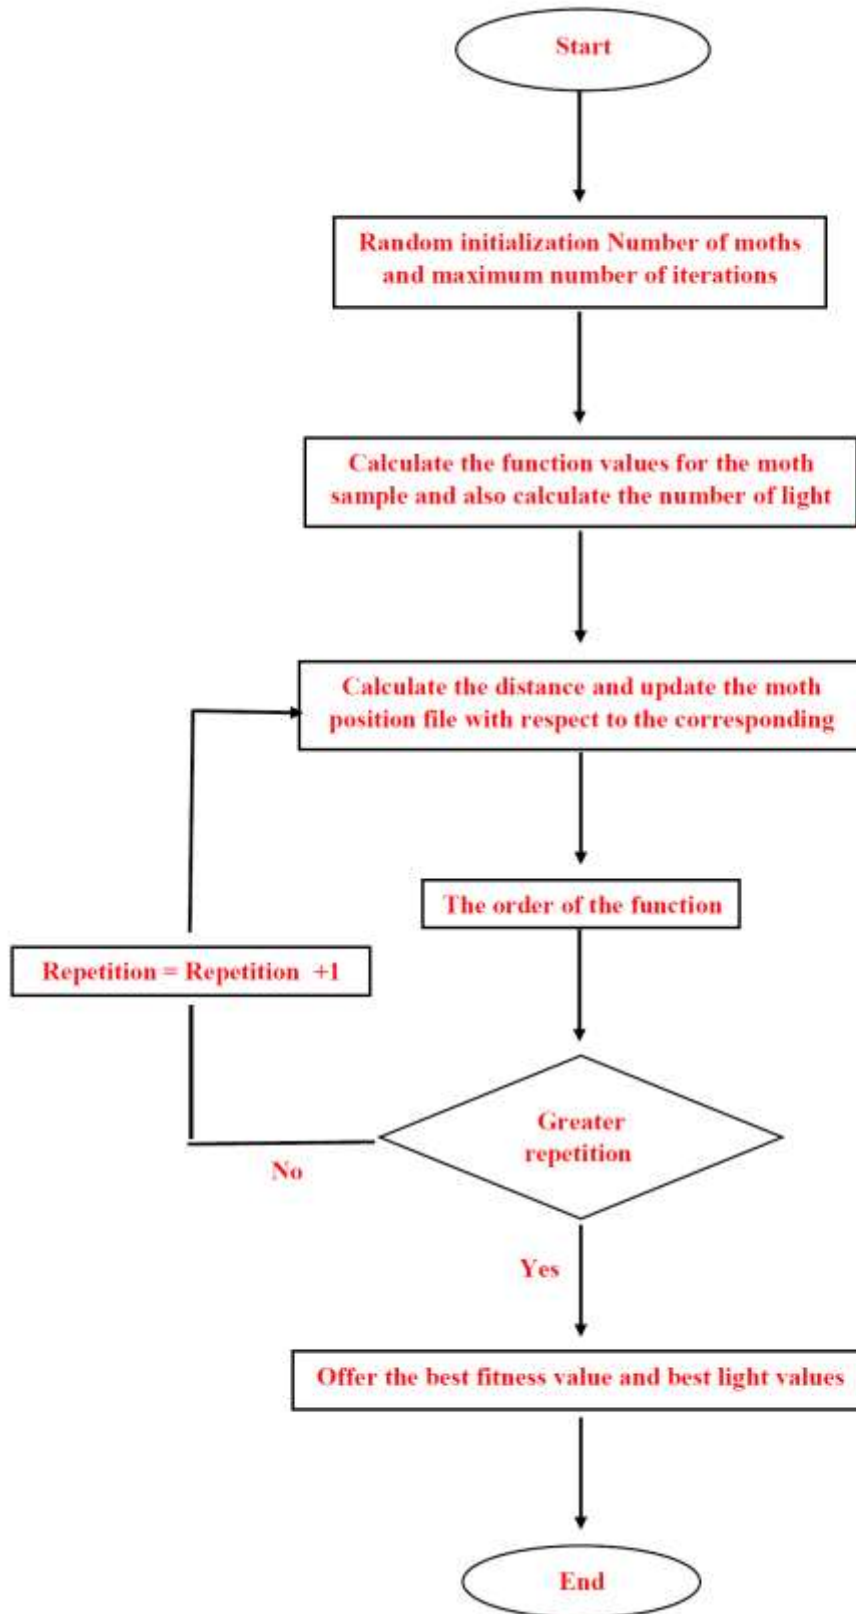 Start
Random initialization Number of moths
and maximum number of iterations
Calculate the function values for the moth
sample and also calculate the number of light
Calculate the distance and update the moth
position file with respect to the corresponding
The order of the function
Repetition = Repetition +1
Greater
repetition
No
Yes
Offer the best fitness value and best light values
End